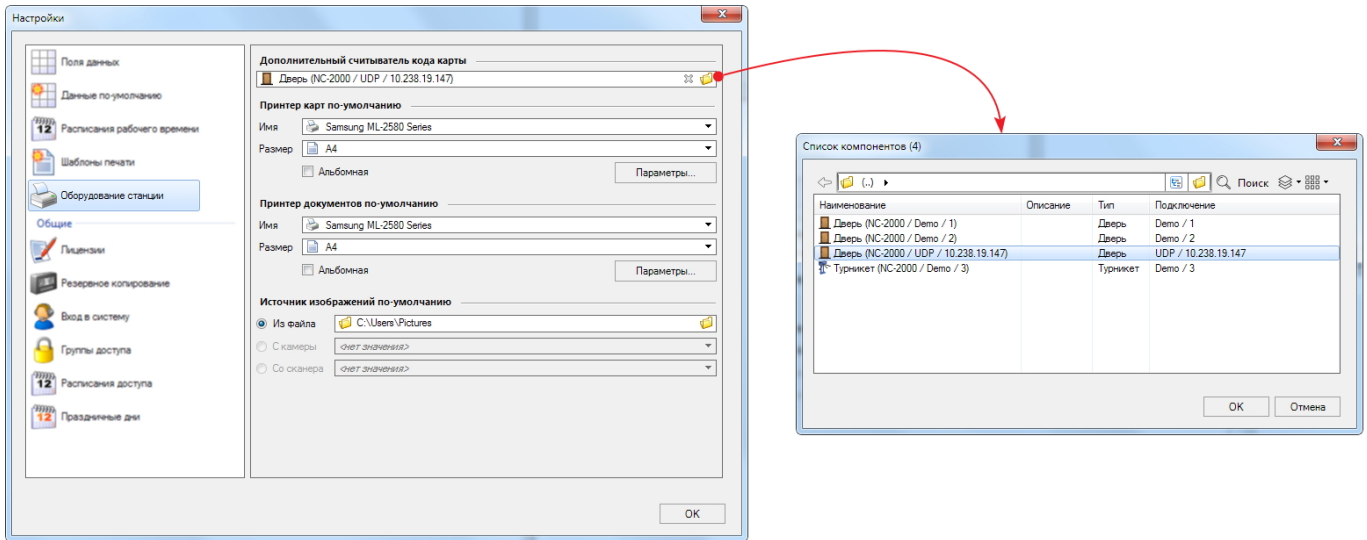 Настройки
Поля данных
Данные по-умолчанию
12 Расписания рабочего времени
Шаблоны печати
Оборудование станции
Общие
Лицензии
Резервное копирование
Вход в систему
Группы доступа
12 Расписания доступа
12 Праздничные дни
Дополнительный считыватель кода карты
Дверь (NC-2000 / UDP / 10.238.19.147)
Принтер карт по-умолчанию
Имя Samsung ML-2580 Series
Размер A4
Альбомная Параметры...
Принтер документов по-умолчанию
Имя Samsung ML-2580 Series
Размер A4
Альбомная Параметры...
Источник изображений по-умолчанию
Из файла C:\Users\Pictures
С камеры <нет значения>
Со сканера <нет значения>
OK
Список компонентов (4)
(..) Поиск
Наименование Описание Тип Подключение
Дверь (NC-2000 / Demo / 1) Дверь Demo / 1
Дверь (NC-2000 / Demo / 2) Дверь Demo / 2
Дверь (NC-2000 / UDP / 10.238.19.147) Дверь UDP / 10.238.19.147
Турникет (NC-2000 / Demo / 3) Турникет Demo / 3
OK Отмена